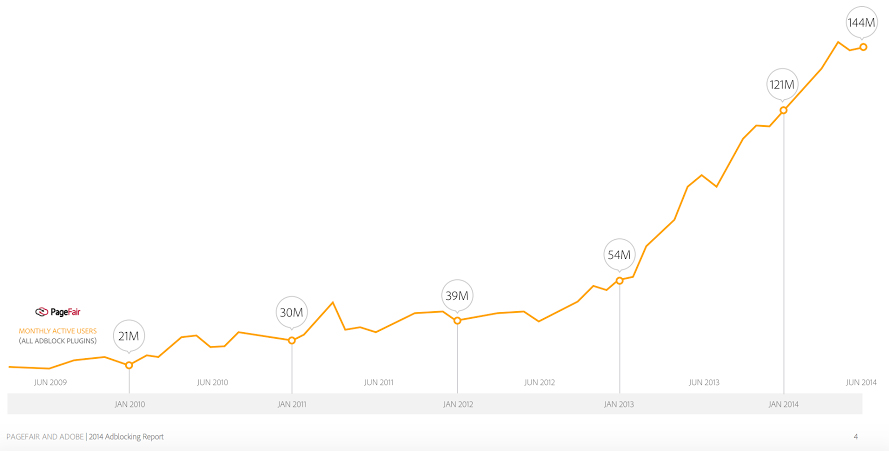 144M
121M
54M
39M
30M
21M
PageFair
MONTHLY ACTIVE USERS
(ALL ADBLOCK PLUGINS)
JUN 2009
JUN 2010
JUN 2011
JUN 2012
JUN 2013
JUN 2014
JAN 2010
JAN 2011
JAN 2012
JAN 2013
JAN 2014
PAGEFAIR AND ADOBE | 2014 Adblocking Report
4